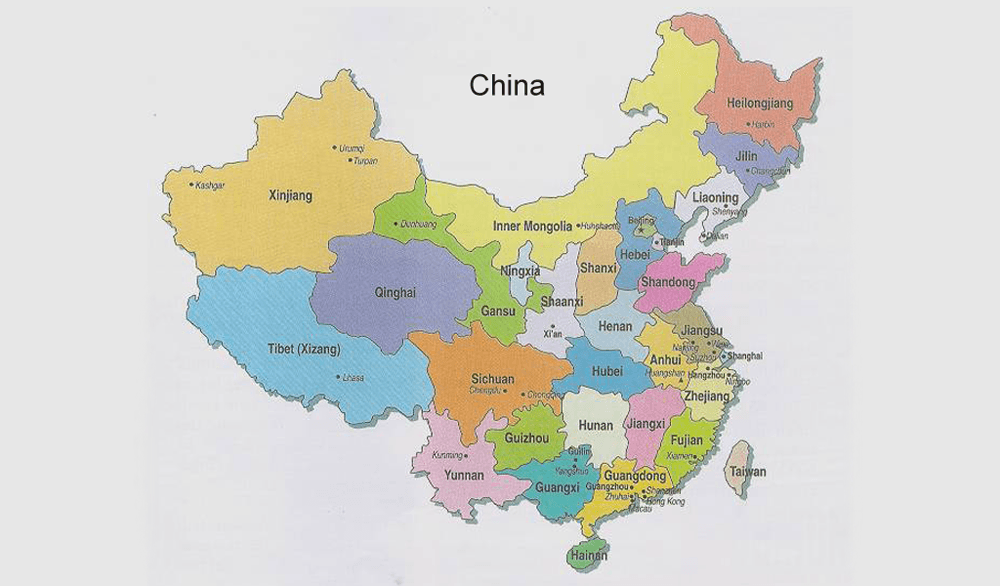 China
Heilongjiang
Harbin
Jilin
Changchun
Urumqi
Turpan
Kashgar
Xinjiang
Liaoning
Shenyang
Dalian
Dunhuang
Inner Mongolia
Huhehaote
Beijing
Tianjin
Hebei
Ningxia
Shanxi
Shandong
Qinghai
Shaanxi
Gansu
Xi'an
Henan
Jiangsu
Nanjing
Wuxi
Suzhou
Shanghai
Tibet (Xizang)
Lhasa
Anhui
Huangshan
Hubei
Hangzhou
Ningbo
Sichuan
Chengdu
Chongqing
Zhejiang
Hunan
Jiangxi
Guizhou
Fujian
Xiamen
Kunming
Yunnan
Guilin
Yangshuo
Guangxi
Guangdong
Guangzhou
Shenzhen
Zhuhai
Hong Kong
Macau
Taiwan
Hainan